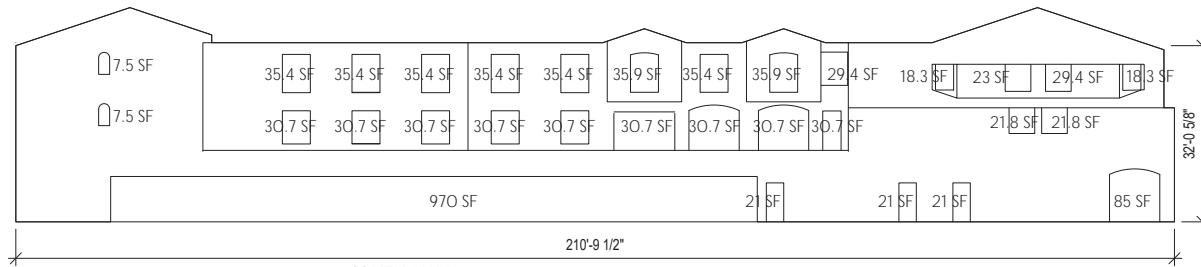 7.5 SF
35.4 SF 35.4 SF 35.4 SF 35.4 SF 35.4 SF 35.9 SF 35.4 SF 35.9 SF 29.4 SF 18.3 SF 23 SF 29.4 SF 18.3 SF
7.5 SF
30.7 SF 30.7 SF 30.7 SF 30.7 SF 30.7 SF 30.7 SF 30.7 SF 30.7 SF 30.7 SF 21.8 SF 21.8 SF
32'-0 5/8"
970 SF 21 SF 21 SF 21 SF 85 SF
210'-9 1/2"